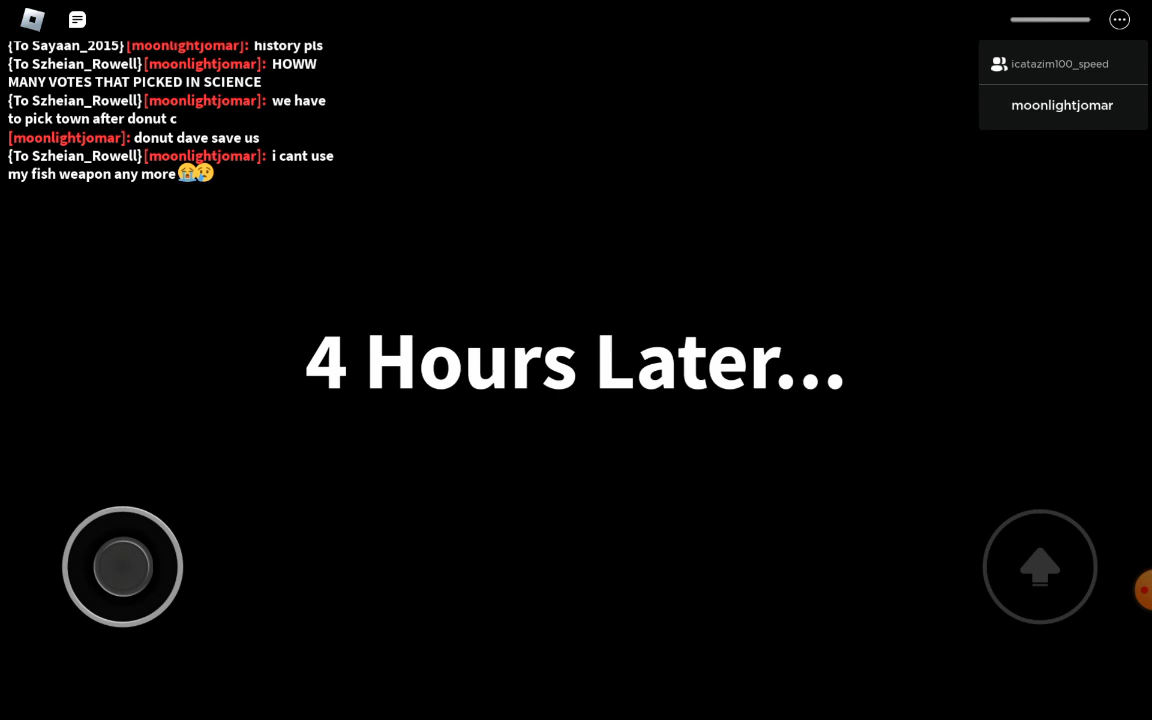 {To Sayaan_2015} [moonlightjomar]: history pls
{To Szheian_Rowell} [moonlightjomar]: HOWW
MANY VOTES THAT PICKED IN SCIENCE
{To Szheian_Rowell} [moonlightjomar]: we have
to pick town after donut c
[moonlightjomar]: donut dave save us
{To Szheian_Rowell} [moonlightjomar]: i cant use
my fish weapon any more😭😢
icatazim100_speed
moonlightjomar
4 Hours Later...